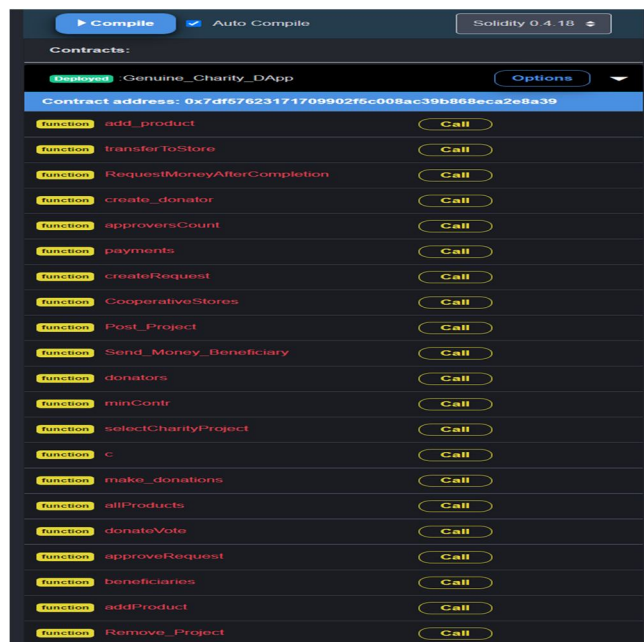 Compile Auto Compile Solidity 0.4.18
Contracts:
Deployed :Genuine_Charity_DApp Options
Contract address: 0x7df57623171709902f5c008ac39b868eca2e8a39
function add_product Call
function transferToStore Call
function RequestMoneyAfterCompletion Call
function create_donator Call
function approversCount Call
function payments Call
function createRequest Call
function CooperativeStores Call
function Post_Project Call
function Send_Money_Beneficiary Call
function donators Call
function minContr Call
function selectCharityProject Call
function c Call
function make_donations Call
function allProducts Call
function donateVote Call
function approveRequest Call
function beneficiaries Call
function addProduct Call
function Remove_Project Call